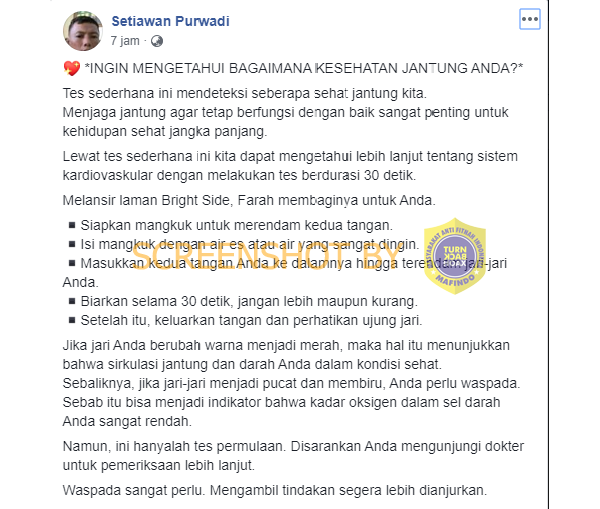 Setiawan Purwadi
7 jam ·
*INGIN MENGETAHUI BAGAIMANA KESEHATAN JANTUNG ANDA?*
Tes sederhana ini mendeteksi seberapa sehat jantung kita.
Menjaga jantung agar tetap berfungsi dengan baik sangat penting untuk
kehidupan sehat jangka panjang.
Lewat tes sederhana ini kita dapat mengetahui lebih lanjut tentang sistem
kardiovaskular dengan melakukan tes berdurasi 30 detik.
Melansir laman Bright Side, Farah membaginya untuk Anda.
▪Siapkan mangkuk untuk merendam kedua tangan.
▪Isi mangkuk dengan air es atau air yang sangat dingin.
▪Masukkan kedua tangan Anda ke dalamnya hingga terendam jari-jari
Anda.
▪Biarkan selama 30 detik, jangan lebih maupun kurang.
▪Setelah itu, keluarkan tangan dan perhatikan ujung jari.
SCREENSHOT BY
MASYARAKAT ANTI FITNAH INDONESIA
TURN
BACK
HOAX
MAFINDO
Jika jari Anda berubah warna menjadi merah, maka hal itu menunjukkan
bahwa sirkulasi jantung dan darah Anda dalam kondisi sehat.
Sebaliknya, jika jari-jari menjadi pucat dan membiru, Anda perlu waspada.
Sebab itu bisa menjadi indikator bahwa kadar oksigen dalam sel darah
Anda sangat rendah.
Namun, ini hanyalah tes permulaan. Disarankan Anda mengunjungi dokter
untuk pemeriksaan lebih lanjut.
Waspada sangat perlu. Mengambil tindakan segera lebih dianjurkan.